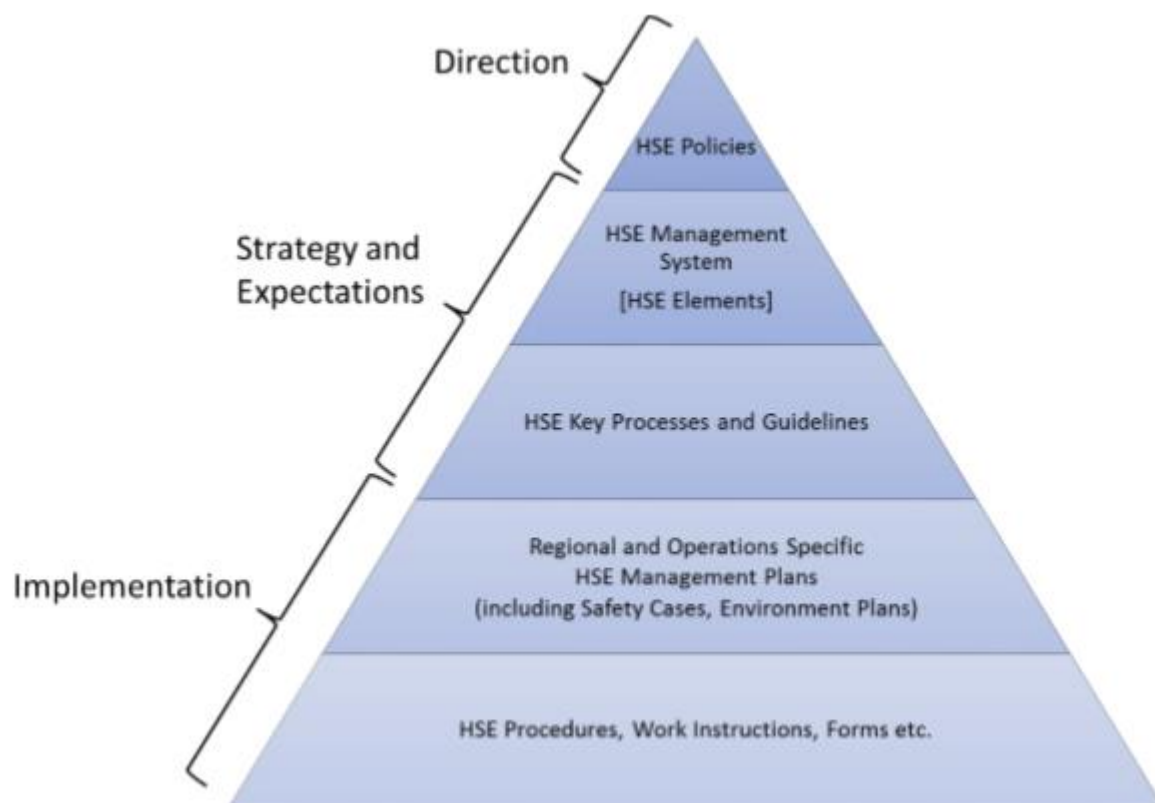 Direction
HSE Policies
Strategy and
Expectations
HSE Management
System
[HSE Elements]
HSE Key Processes and Guidelines
Implementation
Regional and Operations Specific
HSE Management Plans
(including Safety Cases, Environment Plans)
HSE Procedures, Work Instructions, Forms etc.